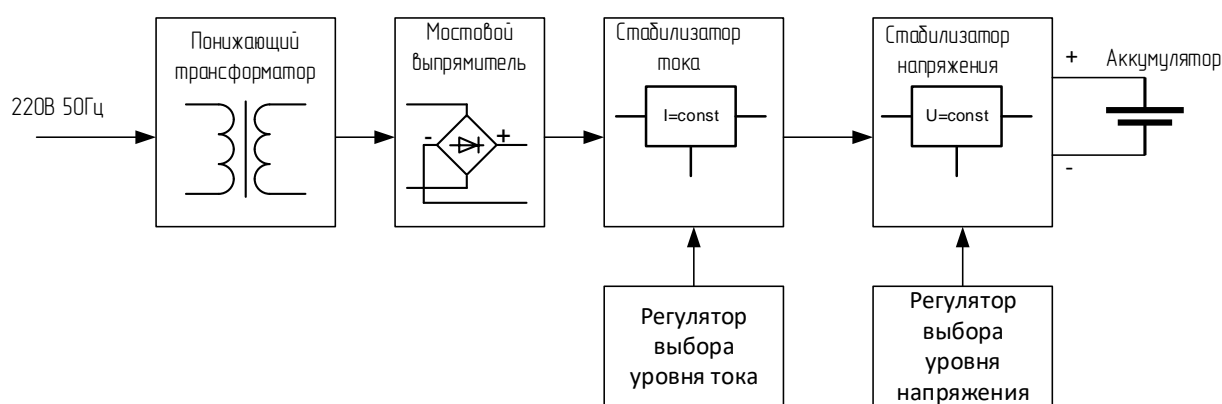 220В 50Гц
Понижающий
трансформатор
Мостовой
выпрямитель
-
+
Стабилизатор
тока
I=const
Стабилизатор
напряжения
U=const
+
-
Аккумулятор
Регулятор
выбора
уровня тока
Регулятор
выбора
уровня
напряжения